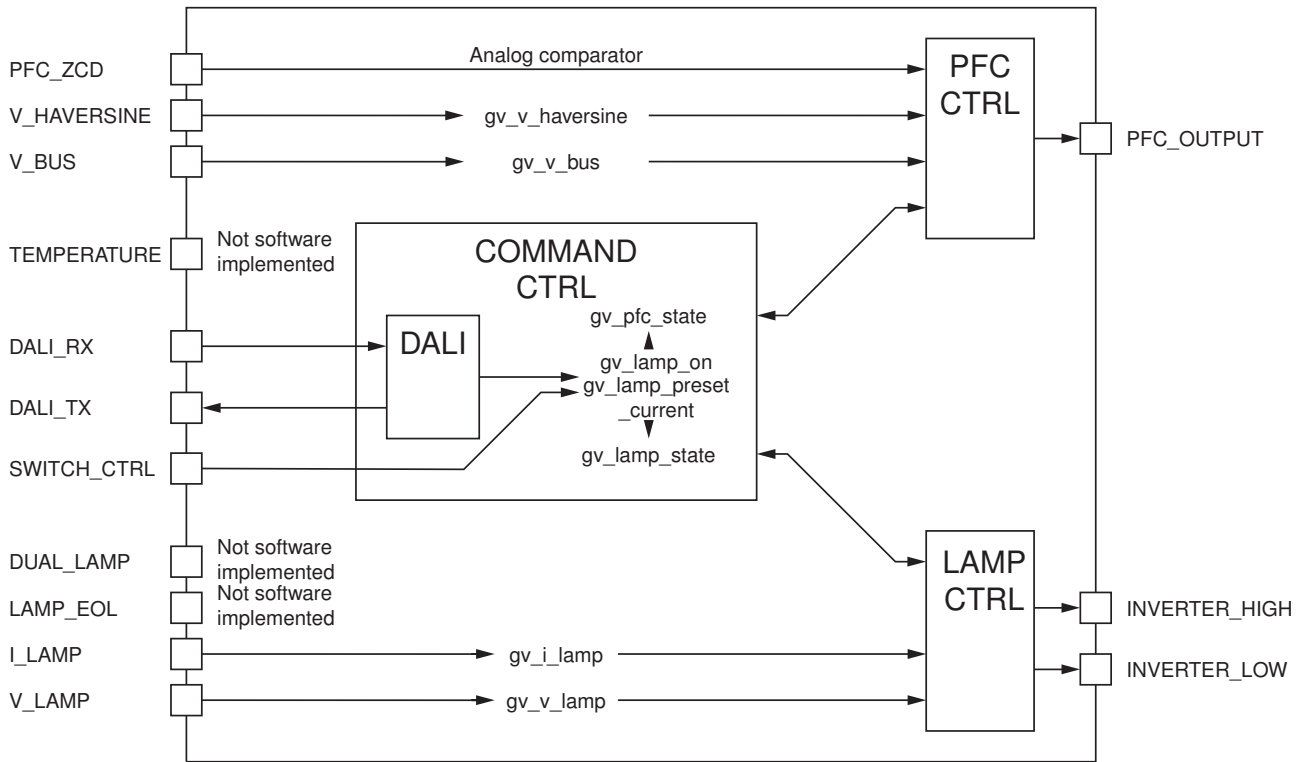 PFC_ZCD
Analog comparator
PFC
CTRL
V_HAVERSINE
gv_v_haversine
V_BUS
gv_v_bus
PFC_OUTPUT
TEMPERATURE
Not software
implemented
COMMAND
CTRL
gv_pfc_state
DALI_RX
DALI
gv_lamp_on
gv_lamp_preset
_current
DALI_TX
gv_lamp_state
SWITCH_CTRL
DUAL_LAMP
Not software
implemented
LAMP_EOL
Not software
implemented
LAMP
CTRL
INVERTER_HIGH
I_LAMP
gv_i_lamp
INVERTER_LOW
V_LAMP
gv_v_lamp